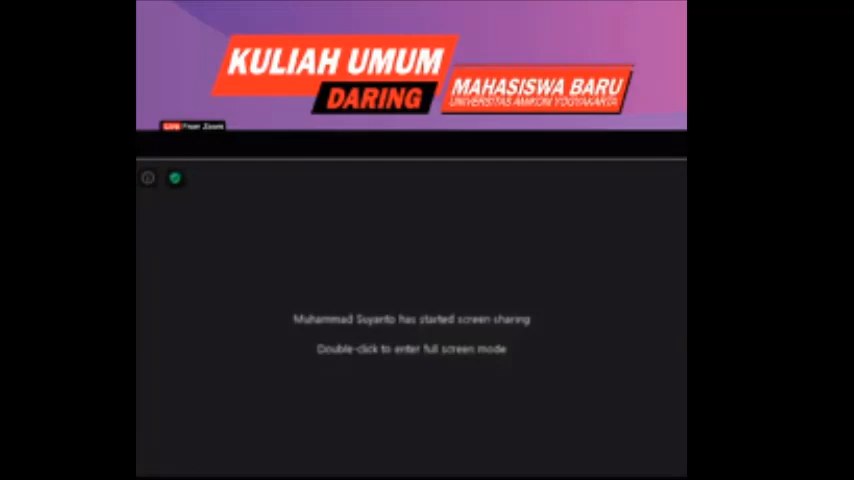 KULIAH UMUM
DARING
MAHASISWA BARU
UNIVERSITAS AMIKOM YOGYAKARTA
LIVE From Zoom
Muhammad Suyanto has started screen sharing
Double-click to enter full screen mode